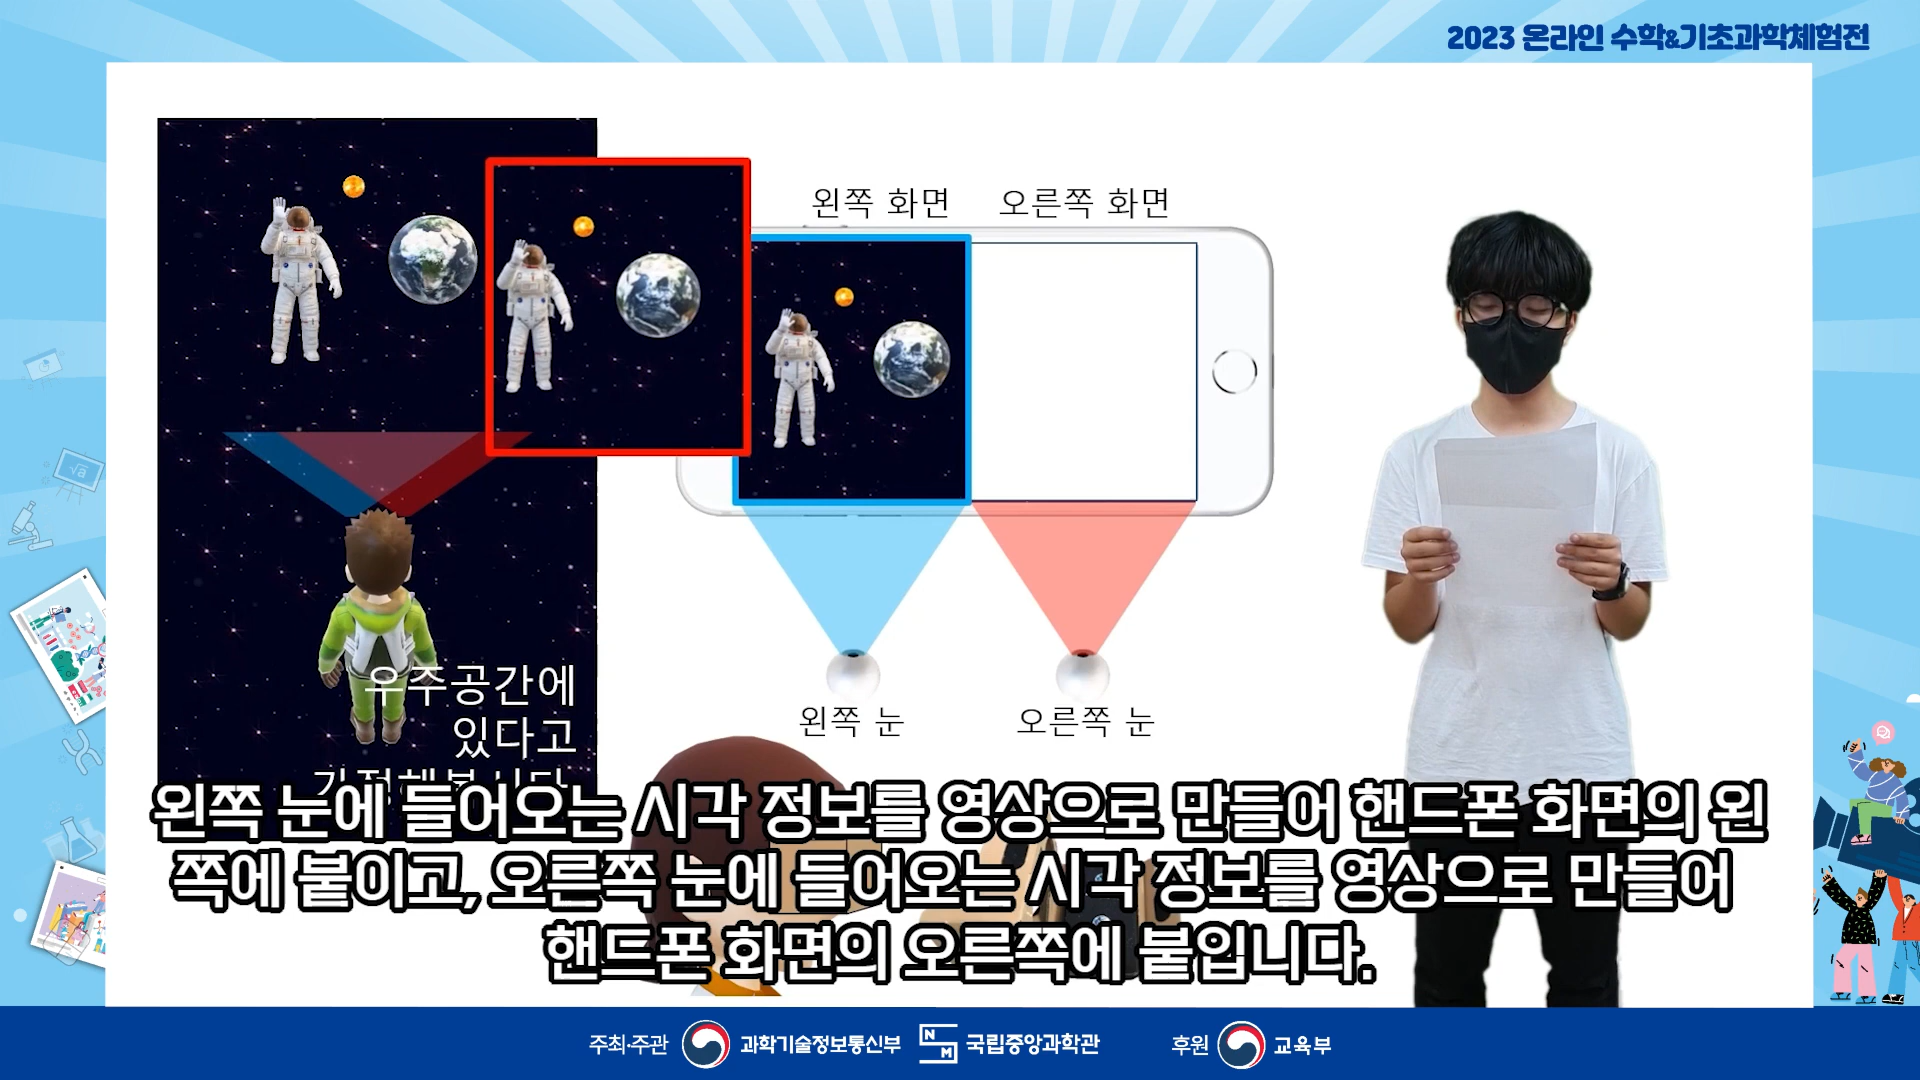 2023 온라인 수학&기초과학체험전
왼쪽 화면
오른쪽 화면
왼쪽 눈
오른쪽 눈
우주공간에
있다고
왼쪽 눈에 들어오는 시각 정보를 영상으로 만들어 핸드폰 화면의 왼
쪽에 붙이고, 오른쪽 눈에 들어오는 시각 정보를 영상으로 만들어
핸드폰 화면의 오른쪽에 붙입니다.
주최·주관 과학기술정보통신부 NSM 국립중앙과학관 후원 교육부